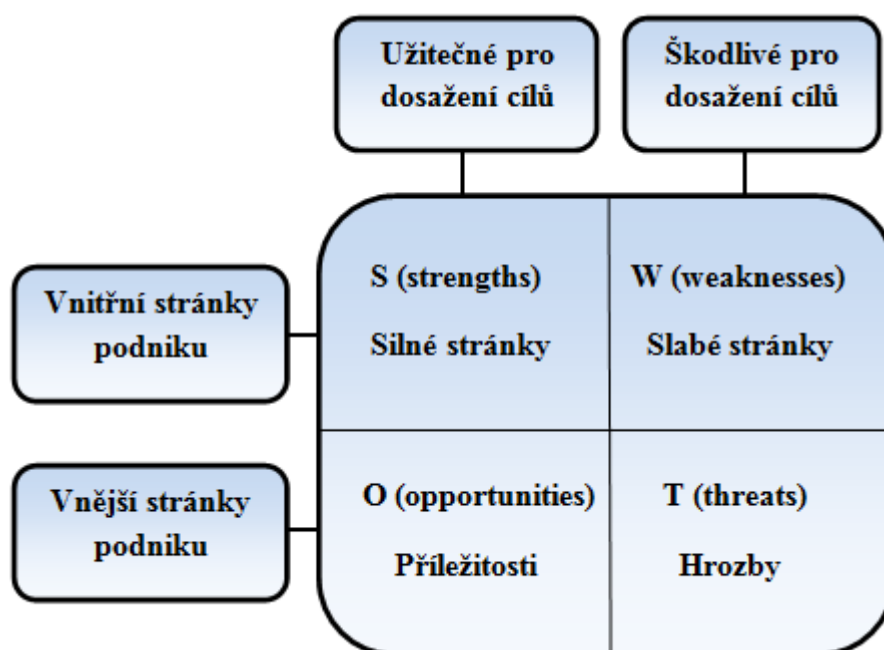 Užitečné pro
dosažení cílů
Škodlivé pro
dosažení cílů
Vnitřní stránky
podniku
S (strengths)
Silné stránky
W (weaknesses)
Slabé stránky
Vnější stránky
podniku
O (opportunities)
Příležitosti
T (threats)
Hrozby